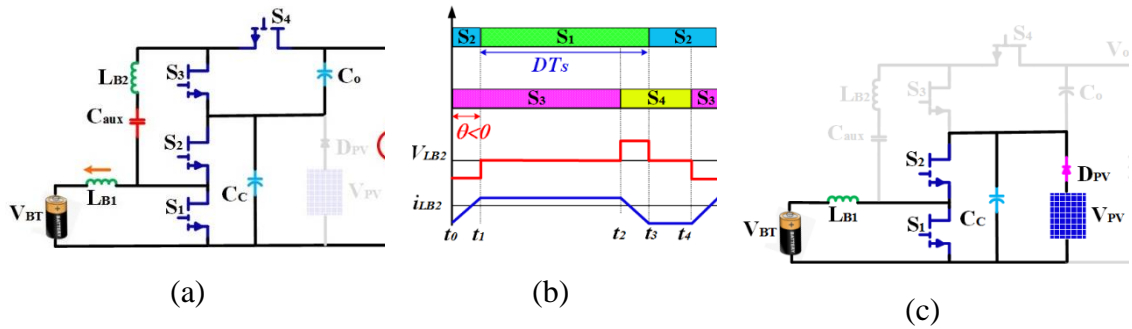 S4
LB2
S3
Co
Caux
S2
DPV
VPV
LB1
CC
VBT
S1
BATTERY
(a)
S2 S1 S2
DTs
S3 S4 S3
θ<0
VLB2
iLB2
t0 t1 t2 t3 t4
(b)
S4
Vo
LB2
S3
Co
Caux
S2
DPV
LB1
CC
VPV
VBT
S1
BATTERY
(c)